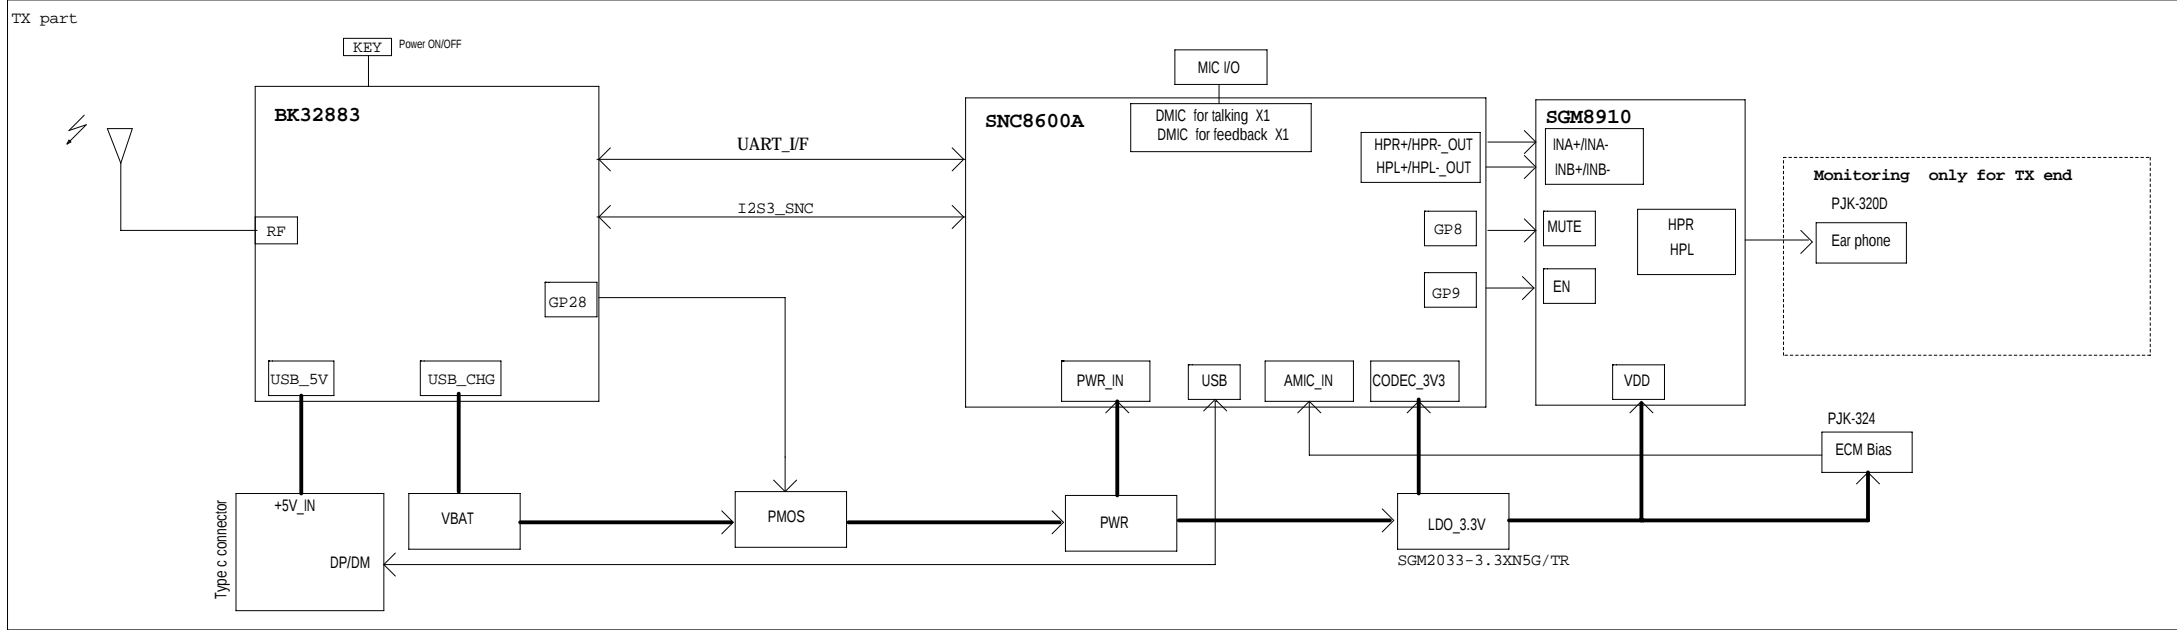 TX part
KEY
Power ON/OFF
BK32883
RF
GP28
USB_5V
USB_CHG
UART_I/F
I2S3_SNC
MIC I/O
SNC8600A
DMIC for talking X1
DMIC for feedback X1
HPR+/HPR-_OUT
HPL+/HPL-_OUT
GP8
GP9
PWR_IN
USB
AMIC_IN
CODEC_3V3
SGM8910
INA+/INA-
INB+/INB-
MUTE
EN
HPR
HPL
VDD
Monitoring only for TX end
PJK-320D
Ear phone
PJK-324
ECM Bias
Type c connector
+5V_IN
DP/DM
VBAT
PMOS
PWR
LDO_3.3V
SGM2033-3.3XN5G/TR